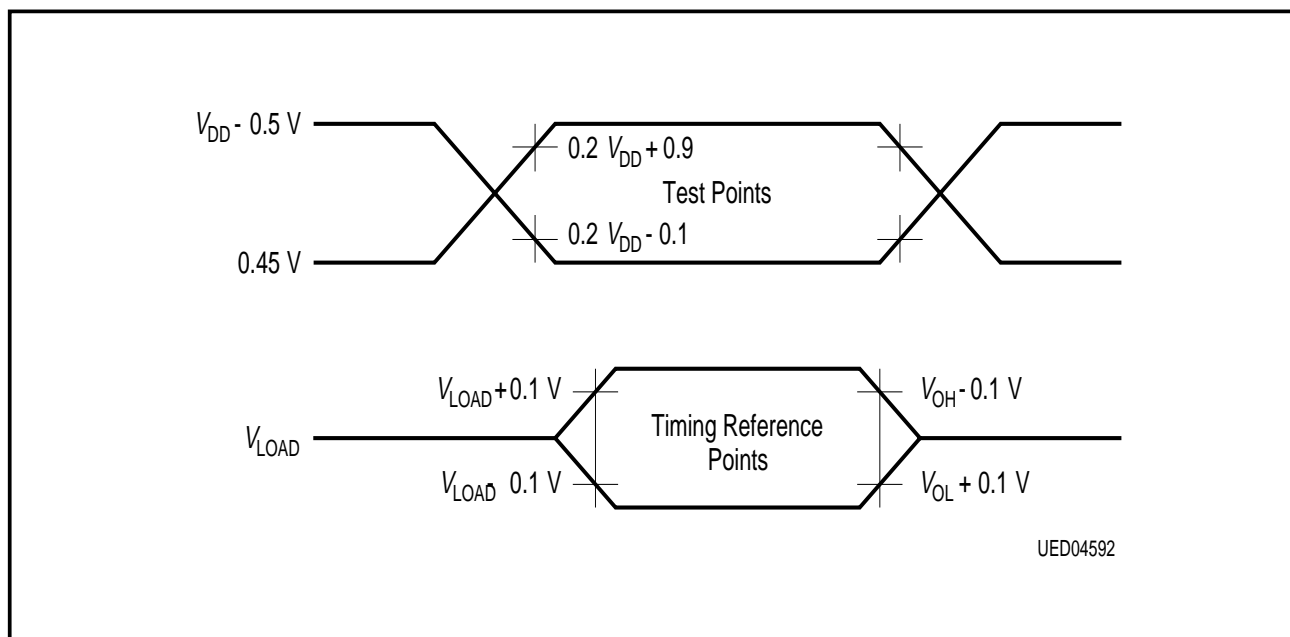 V_DD - 0.5 V
0.2 V_DD + 0.9
Test Points
0.2 V_DD - 0.1
0.45 V
V_LOAD + 0.1 V
V_OH - 0.1 V
Timing Reference
Points
V_LOAD
V_LOAD - 0.1 V
V_OL + 0.1 V
UED04592